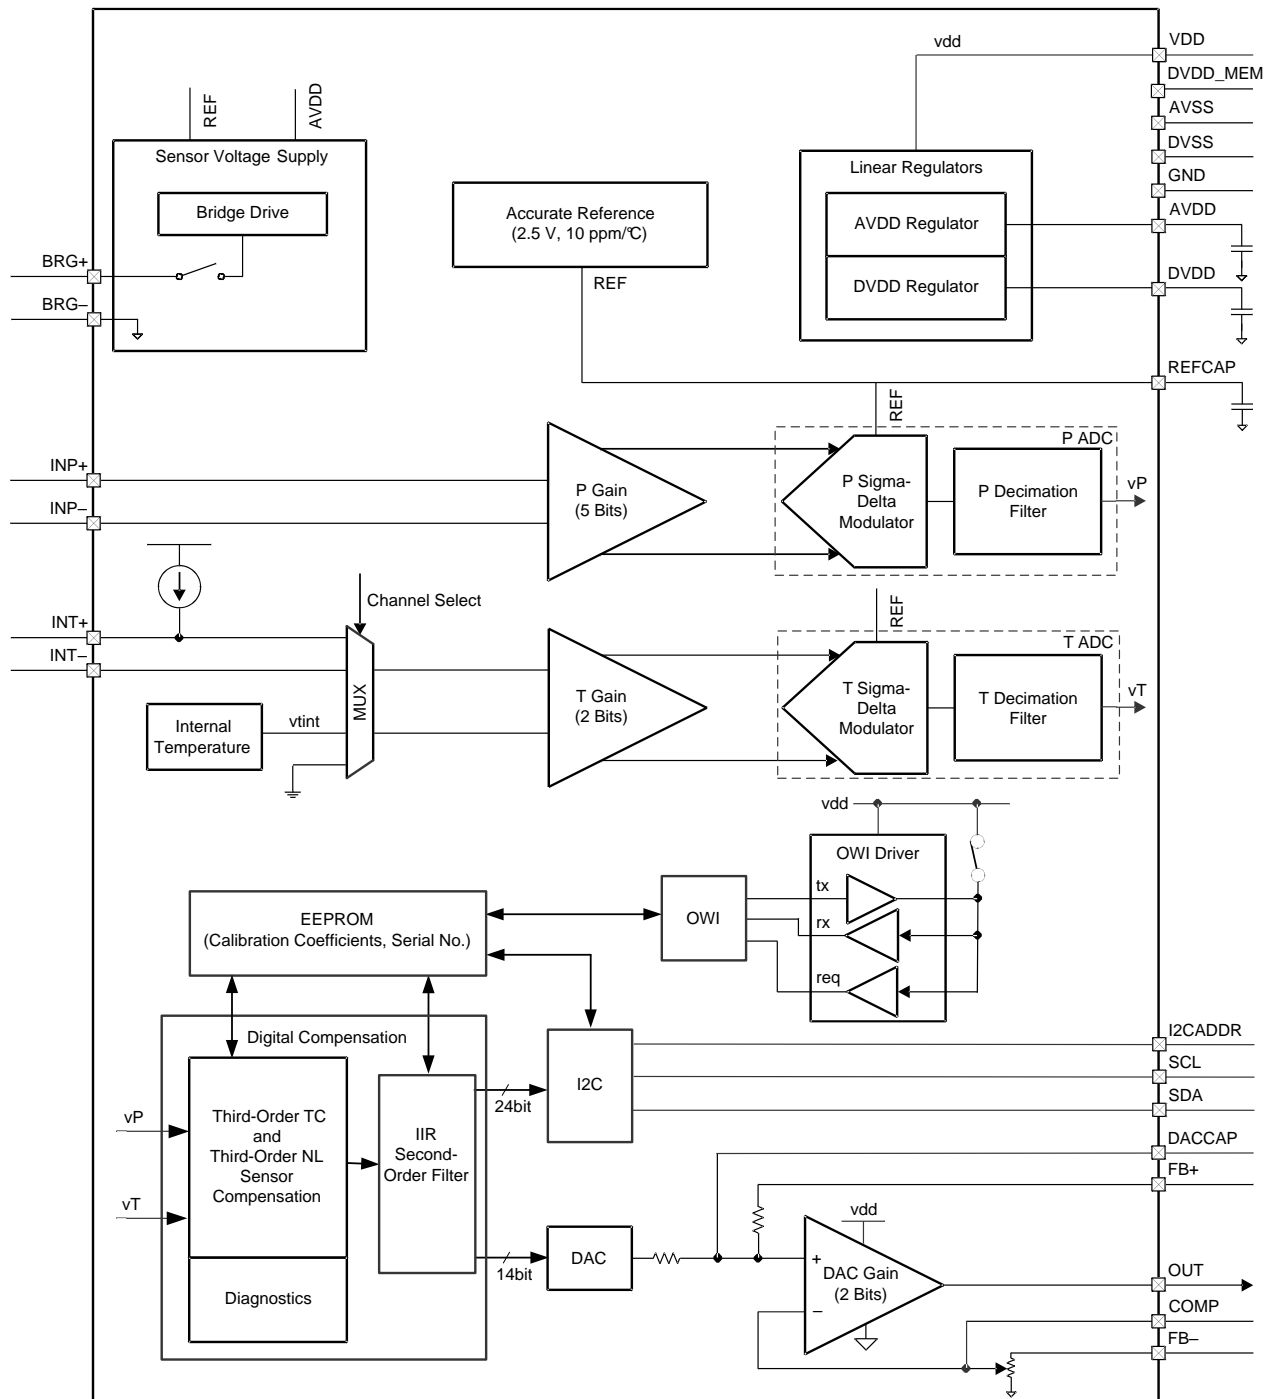 vdd
VDD
DVDD_MEM
AVSS
DVSS
GND
AVDD
DVDD
REFCAP
REF
AVDD
Sensor Voltage Supply
Bridge Drive
BRG+
BRG–
Accurate Reference
(2.5 V, 10 ppm/°C)
REF
Linear Regulators
AVDD Regulator
DVDD Regulator
REF
P ADC
INP+
INP–
P Gain
(5 Bits)
P Sigma-
Delta
Modulator
P Decimation
Filter
vP
Channel Select
INT+
INT–
MUX
Internal
Temperature
vtint
T Gain
(2 Bits)
REF
T ADC
T Sigma-
Delta
Modulator
T Decimation
Filter
vT
vdd
OWI Driver
tx
rx
req
OWI
EEPROM
(Calibration Coefficients, Serial No.)
Digital Compensation
vP
vT
Third-Order TC
and
Third-Order NL
Sensor
Compensation
Diagnostics
IIR
Second-
Order Filter
24bit
14bit
I2C
I2CADDR
SCL
SDA
DACCAP
FB+
DAC
vdd
+
DAC Gain
(2 Bits)
–
OUT
COMP
FB–